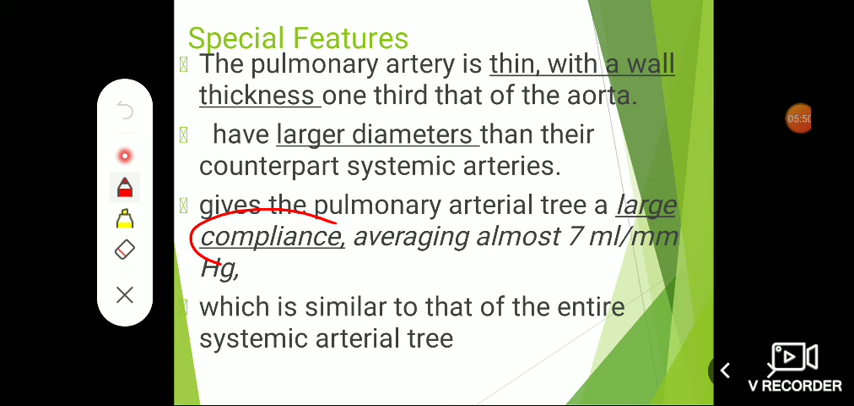 Special Features
The pulmonary artery is thin, with a wall
thickness one third that of the aorta.
have larger diameters than their
counterpart systemic arteries.
gives the pulmonary arterial tree a large
compliance, averaging almost 7 ml/mm
Hg,
which is similar to that of the entire
systemic arterial tree
05:50
V RECORDER